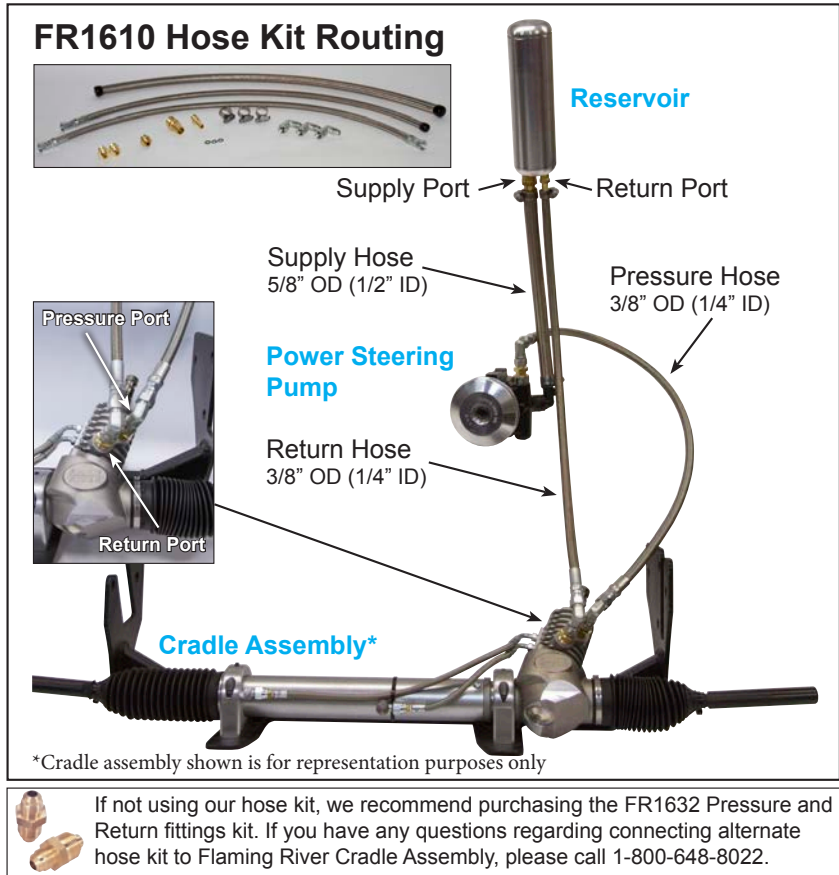 FR1610 Hose Kit Routing
Reservoir
Supply Port
Return Port
Supply Hose
5/8” OD (1/2” ID)
Pressure Hose
3/8” OD (1/4” ID)
Pressure Port
Power Steering
Pump
Return Hose
3/8” OD (1/4” ID)
Return Port
Cradle Assembly*
*Cradle assembly shown is for representation purposes only
If not using our hose kit, we recommend purchasing the FR1632 Pressure and
Return fittings kit. If you have any questions regarding connecting alternate
hose kit to Flaming River Cradle Assembly, please call 1-800-648-8022.